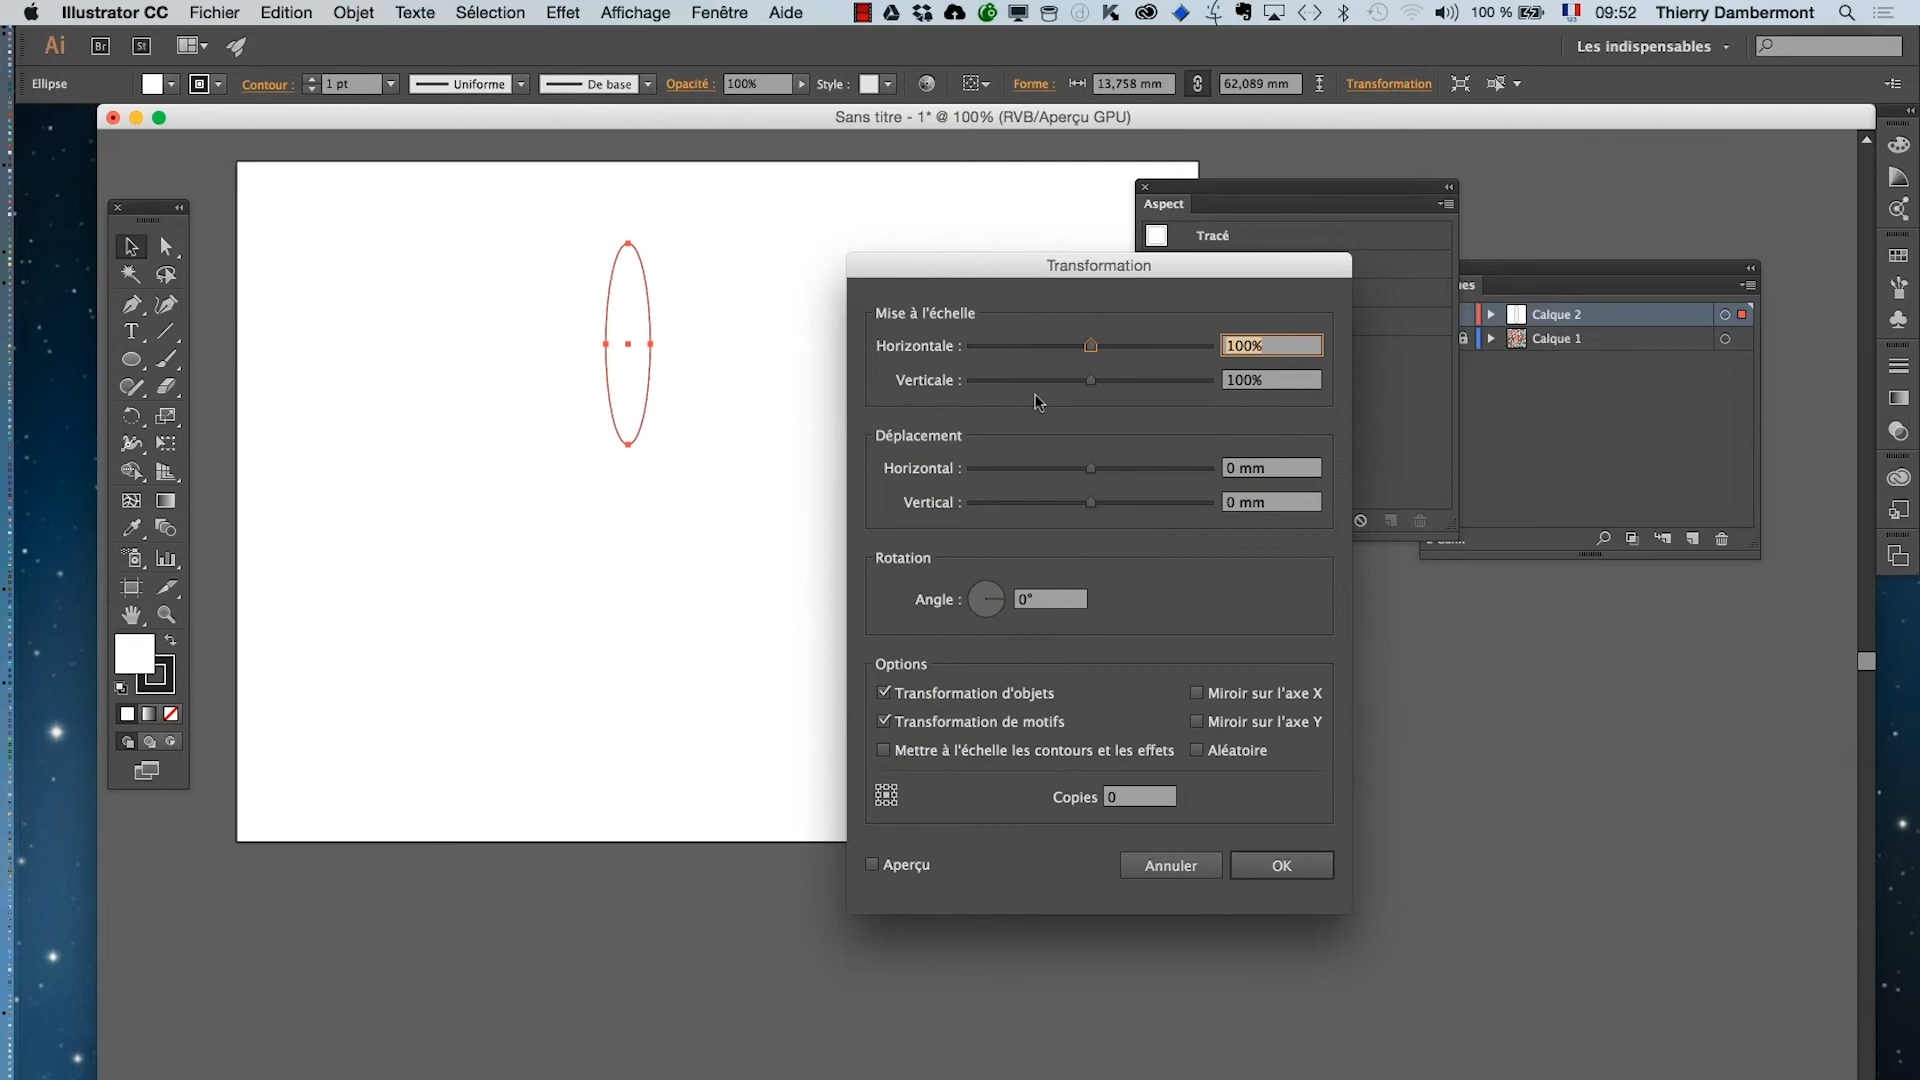 Illustrator CC Fichier Edition Objet Texte Sélection Effet Affichage Fenêtre Aide 100 % 09:52 Thierry Dambermont
Ai Br St Les indispensables
Ellipse Contour : 1 pt Uniforme De base Opacité : 100% Style : Forme : 13,758 mm 62,089 mm Transformation
Sans titre - 1* @ 100% (RVB/Aperçu GPU)
Aspect
Tracé
Transformation
ues
Mise à l'échelle
Calque 2
Horizontale : 100%
Calque 1
Verticale : 100%
Déplacement
Horizontal : 0 mm
Vertical : 0 mm
Rotation
Angle : 0°
Options
Transformation d'objets Miroir sur l'axe X
Transformation de motifs Miroir sur l'axe Y
Mettre à l'échelle les contours et les effets Aléatoire
Copies 0
Aperçu Annuler OK